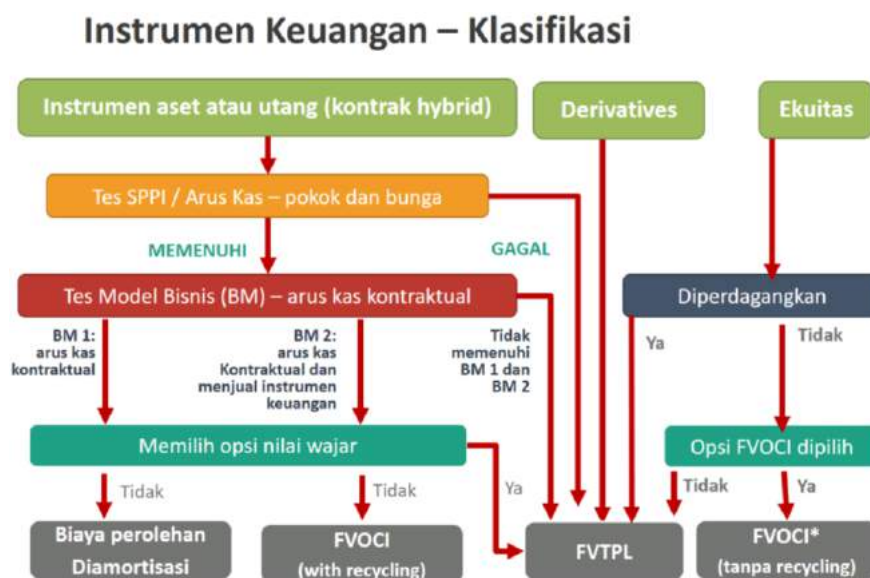 Instrumen Keuangan – Klasifikasi
Instrumen aset atau utang (kontrak hybrid)
Derivatives
Ekuitas
Tes SPPI / Arus Kas – pokok dan bunga
MEMENUHI
GAGAL
Tes Model Bisnis (BM) – arus kas kontraktual
Diperdagangkan
BM 1:
arus kas
kontraktual
BM 2:
arus kas
Kontraktual dan
menjual instrumen
keuangan
Tidak
memenuhi
BM 1 dan
BM 2
Ya
Tidak
Memilih opsi nilai wajar
Opsi FVOCI dipilih
Tidak
Tidak
Ya
Tidak
Ya
Biaya perolehan
Diamortisasi
FVOCI
(with recycling)
FVTPL
FVOCI*
(tanpa recycling)